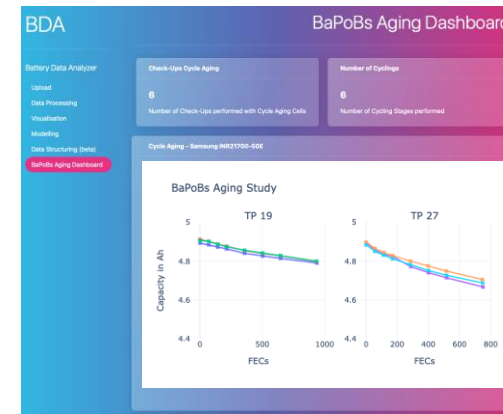 BDA
BaPoBs Aging Dashboard
Battery Data Analyzer
Upload
Data Processing
Visualisation
Modelling
Data Structuring (beta)
BaPoBs Aging Dashboard
Check-Ups Cycle Aging
6
Number of Check-Ups performed with Cycle Aging Cells
Number of Cyclings
6
Number of Cycling Stages performed
Cycle Aging - Samsung INR21700-50E
BaPoBs Aging Study
TP 19
TP 27
Capacity in Ah
5
4.8
4.6
4.4
0
500
1000
FECs
5
4.8
4.6
4.4
0
200
400
600
800
FECs